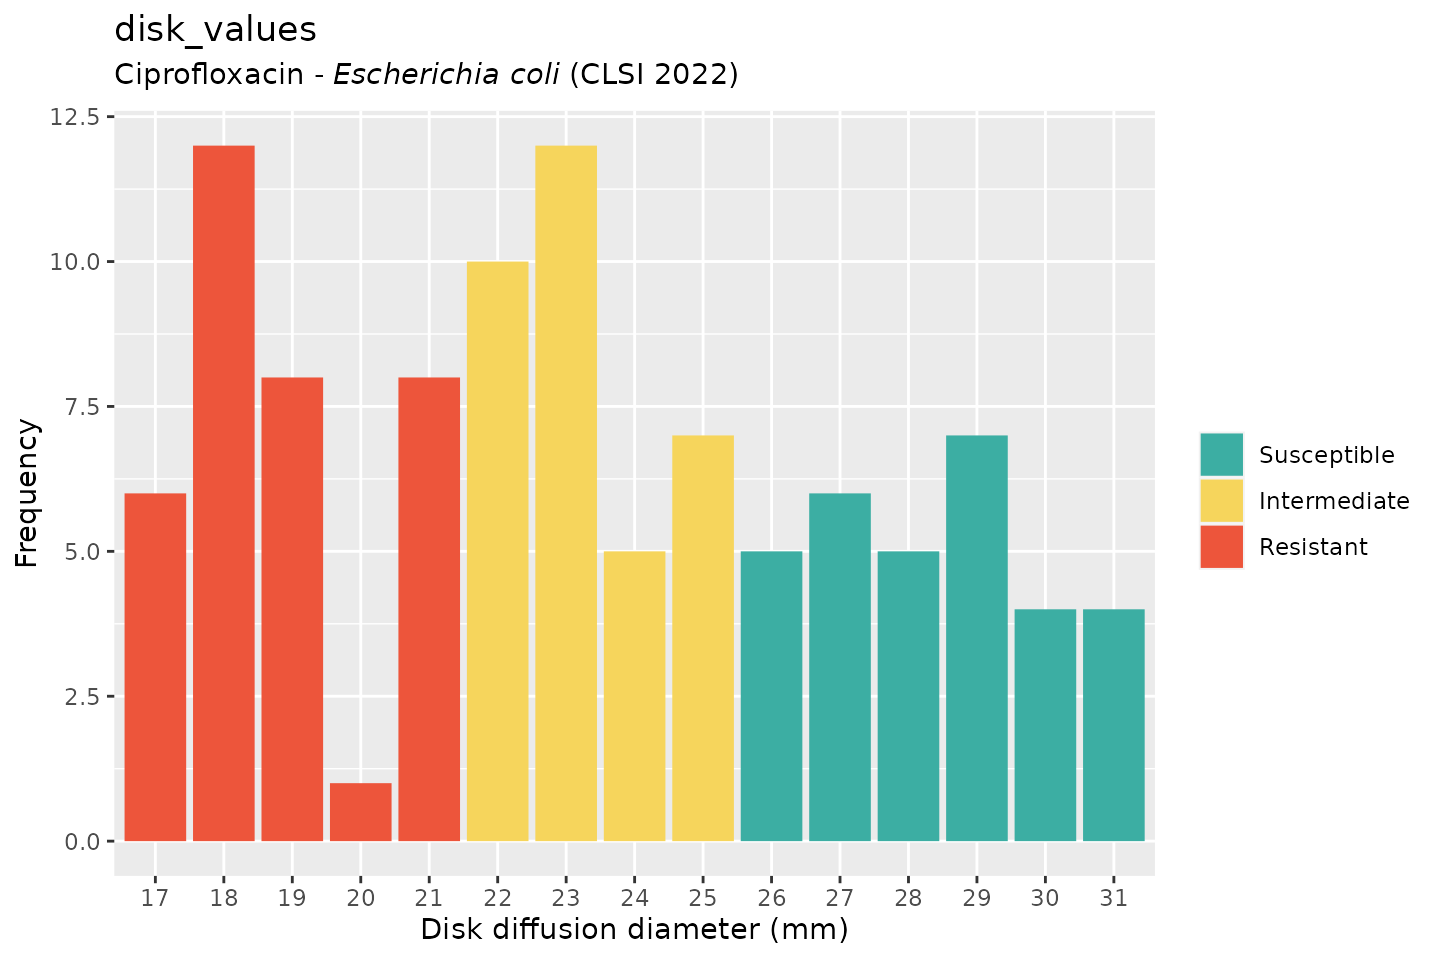 disk_values
Ciprofloxacin - Escherichia coli (CLSI 2022)
12.5
10.0
7.5
5.0
2.5
0.0
Frequency
17 18 19 20 21 22 23 24 25 26 27 28 29 30 31
Disk diffusion diameter (mm)
Susceptible
Intermediate
Resistant